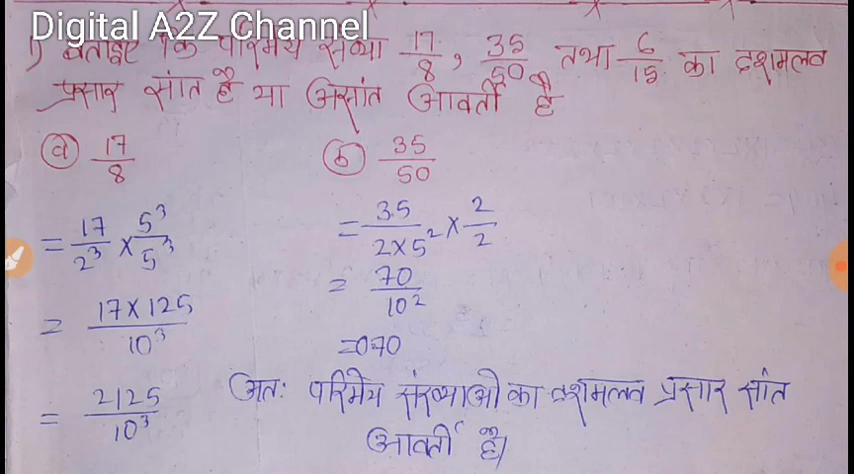 Digital A2Z Channel
1) बताइए कि परिमेय संख्या 17/8, 35/50 तथा 6/15 का दशमलव
प्रसार सांत है या असांत आवर्ती है
(a) 17/8
(b) 35/50
= 17/2³ × 5³/5³
= 35/2×5² × 2/2
= 17×125/10³
= 70/10²
=0.70
= 2125/10³
अत: परिमेय संख्याओ का दशमलव प्रसार सांत
आवर्ती है।